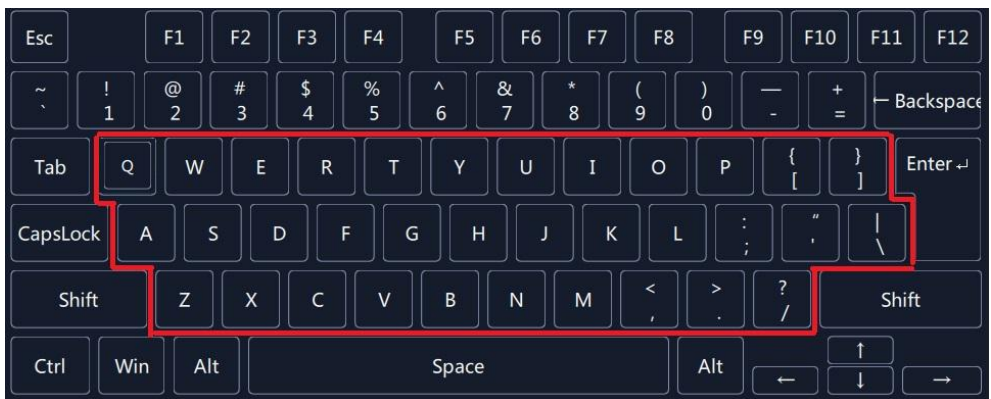 Esc F1 F2 F3 F4 F5 F6 F7 F8 F9 F10 F11 F12
~ ! @ # $ % ^ & * ( ) — +
` 1 2 3 4 5 6 7 8 9 0 - = ← Backspace
Tab Q W E R T Y U I O P { [ } ] Enter ↵
CapsLock A S D F G H J K L : ; “ ' | \
Shift Z X C V B N M < , > . ? / Shift
Ctrl Win Alt Space Alt ← ↑ ↓ →